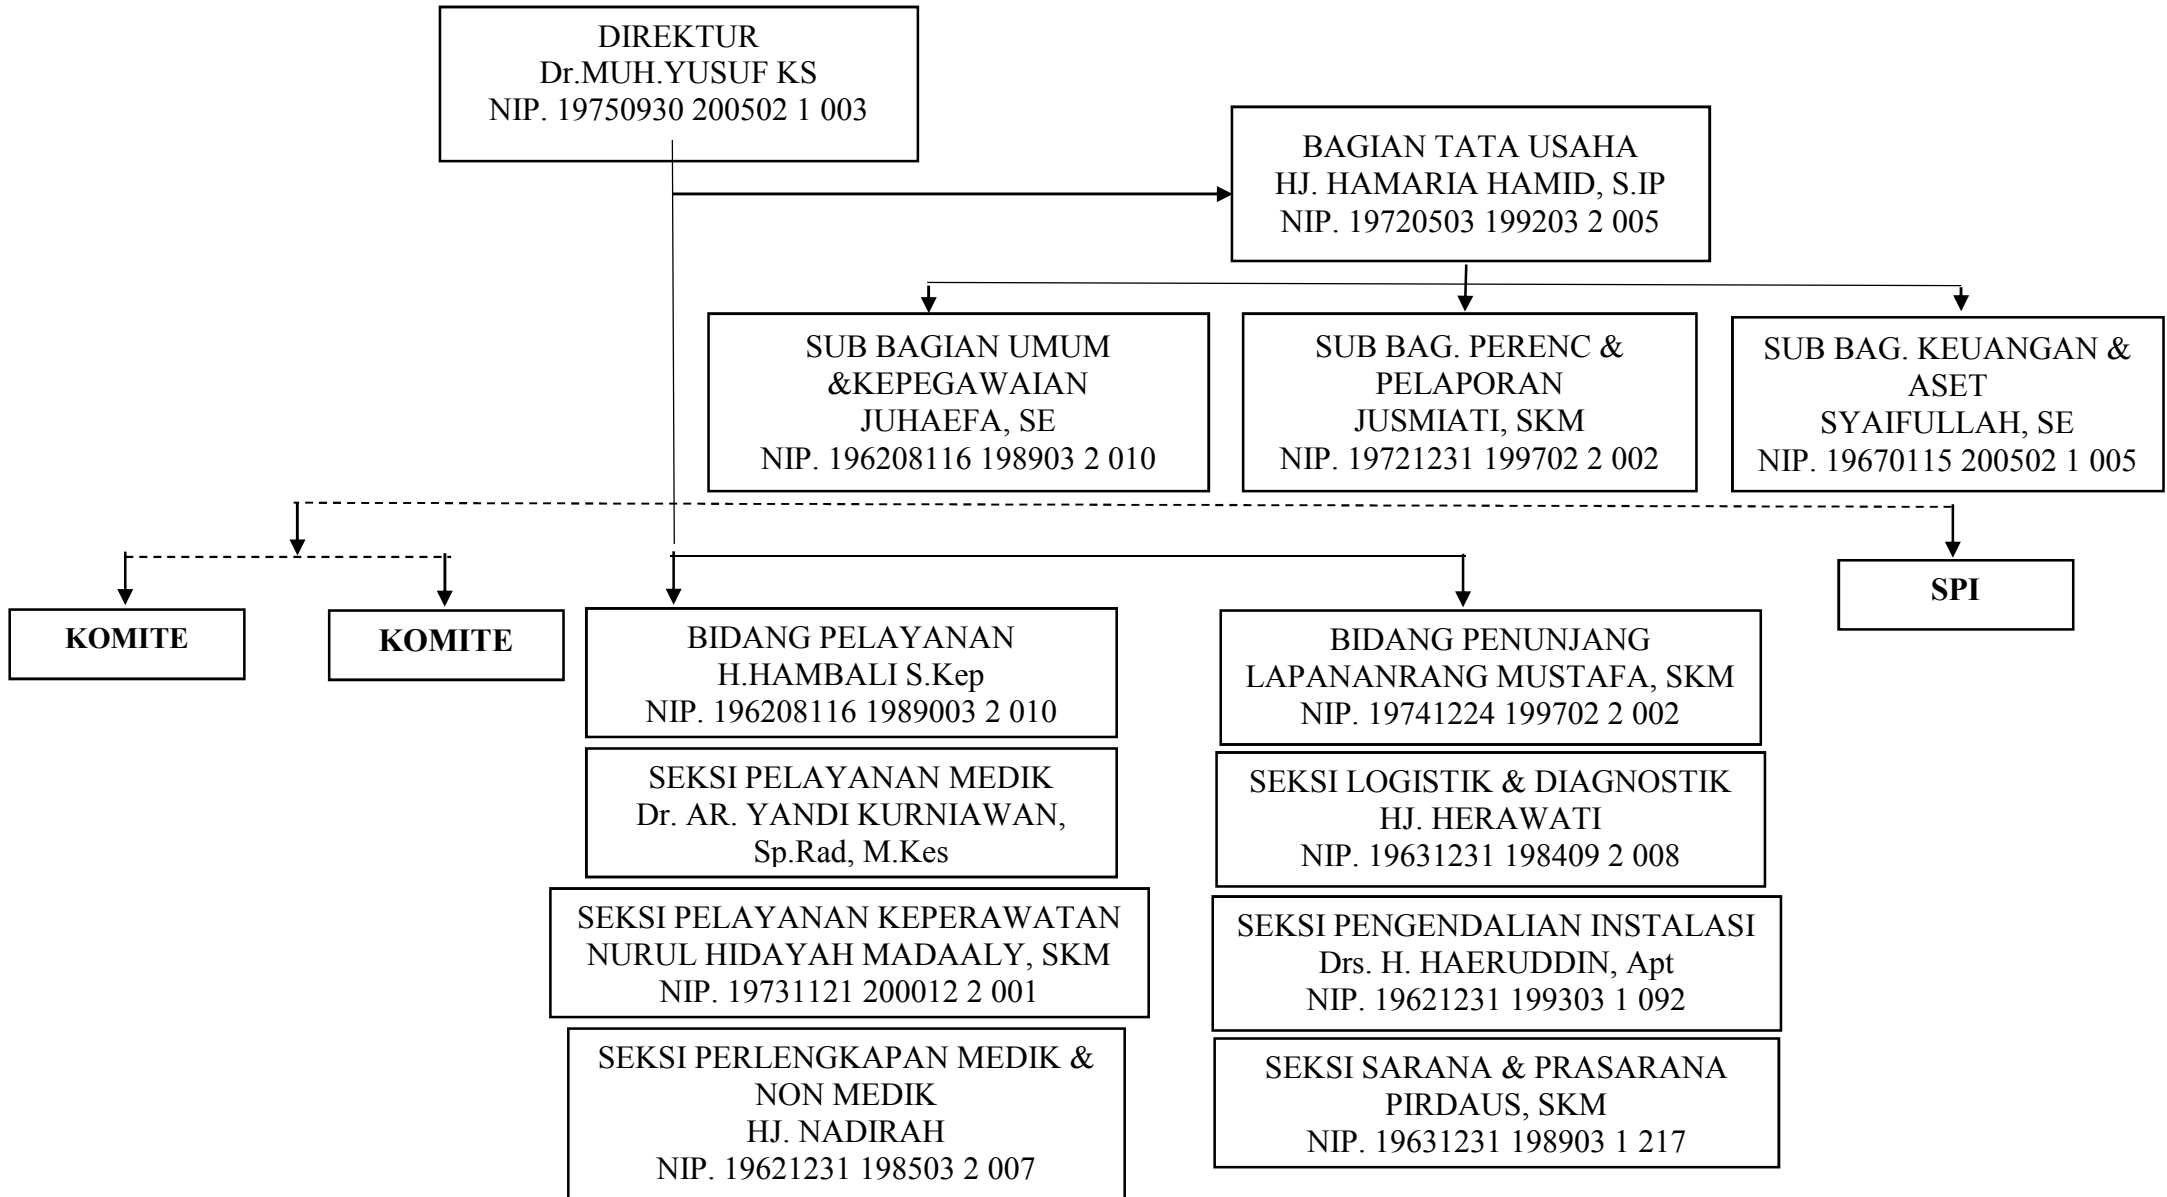 DIREKTUR
Dr.MUH.YUSUF KS
NIP. 19750930 200502 1 003
BAGIAN TATA USAHA
HJ. HAMARIA HAMID, S.IP
NIP. 19720503 199203 2 005
SUB BAGIAN UMUM
&KEPEGAWAIAN
JUHAEFA, SE
NIP. 196208116 198903 2 010
SUB BAG. PERENC &
PELAPORAN
JUSMIATI, SKM
NIP. 19721231 199702 2 002
SUB BAG. KEUANGAN &
ASET
SYAIFULLAH, SE
NIP. 19670115 200502 1 005
KOMITE
KOMITE
SPI
BIDANG PELAYANAN
H.HAMBALI S.Kep
NIP. 196208116 1989003 2 010
BIDANG PENUNJANG
LAPANANRANG MUSTAFA, SKM
NIP. 19741224 199702 2 002
SEKSI PELAYANAN MEDIK
Dr. AR. YANDI KURNIAWAN,
Sp.Rad, M.Kes
SEKSI LOGISTIK & DIAGNOSTIK
HJ. HERAWATI
NIP. 19631231 198409 2 008
SEKSI PELAYANAN KEPERAWATAN
NURUL HIDAYAH MADAALY, SKM
NIP. 19731121 200012 2 001
SEKSI PENGENDALIAN INSTALASI
Drs. H. HAERUDDIN, Apt
NIP. 19621231 199303 1 092
SEKSI PERLENGKAPAN MEDIK &
NON MEDIK
HJ. NADIRAH
NIP. 19621231 198503 2 007
SEKSI SARANA & PRASARANA
PIRDAUS, SKM
NIP. 19631231 198903 1 217